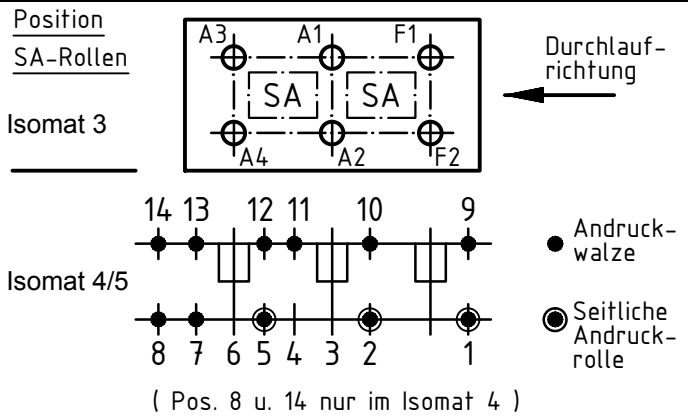 Position
SA-Rollen
Isomat 3
A3 A1 F1
SA SA
A4 A2 F2
Durchlauf-
richtung
14 13 12 11 10 9
Isomat 4/5
8 7 6 5 4 3 2 1
Andruck-
walze
Seitliche
Andruck-
rolle
( Pos. 8 u. 14 nur im Isomat 4 )